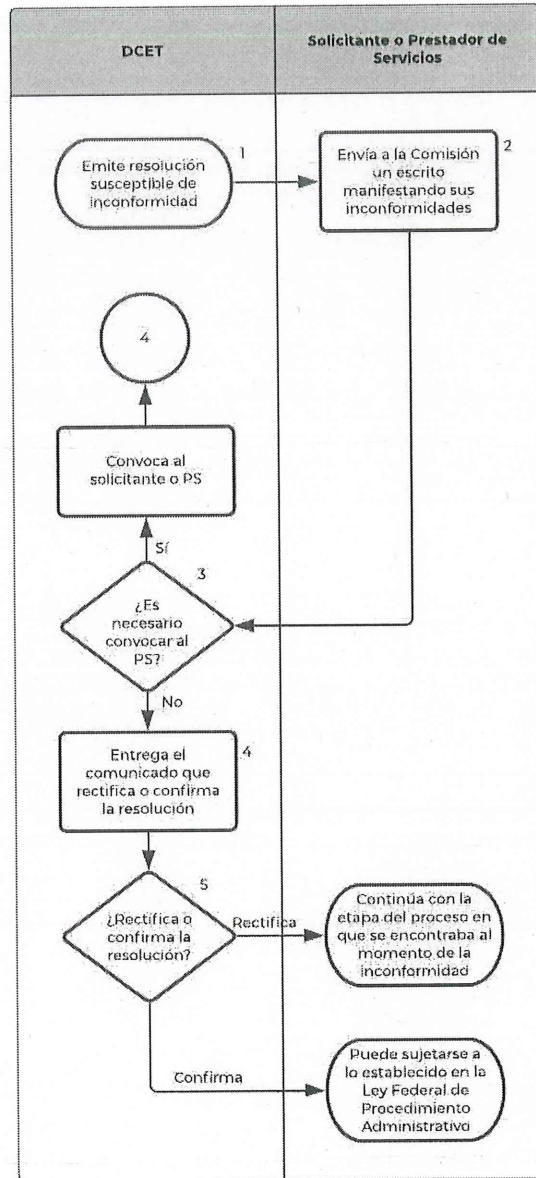 DCET
Solicitante o Prestador de
Servicios
1
Emite resolución
susceptible de
inconformidad
2
Envía a la Comisión
un escrito
manifestando sus
inconformidades
4
Convoca al
solicitante o PS
Sí
3
¿Es
necesario
convocar al
PS?
No
4
Entrega el
comunicado que
rectifica o confirma
la resolución
5
¿Rectifica o
confirma la
resolución?
Rectifica
Continúa con la
etapa del proceso en
que se encontraba al
momento de la
inconformidad
Confirma
Puede sujetarse a
lo establecido en la
Ley Federal de
Procedimiento
Administrativo